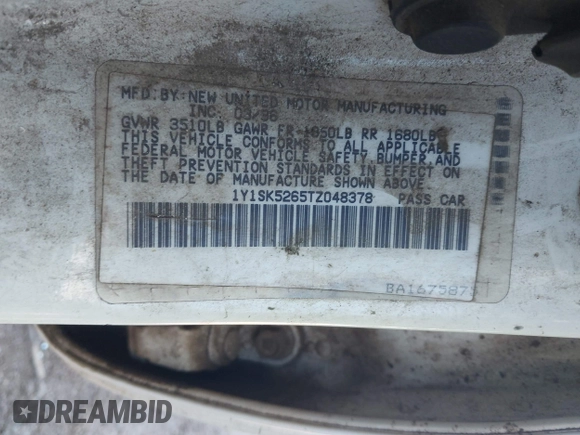 MFD.BY: NEW UNITED MOTOR MANUFACTURING
INC. 03/96
GVWR 3510LB GAWR FR 1850LB RR 1680LB
THIS VEHICLE CONFORMS TO ALL APPLICABLE
FEDERAL MOTOR VEHICLE SAFETY, BUMPER AND
THEFT PREVENTION STANDARDS IN EFFECT ON
THE DATE OF MANUFACTURE SHOWN ABOVE.
1Y1SK5265TZ048378 PASS CAR
BA167587
DREAMBID